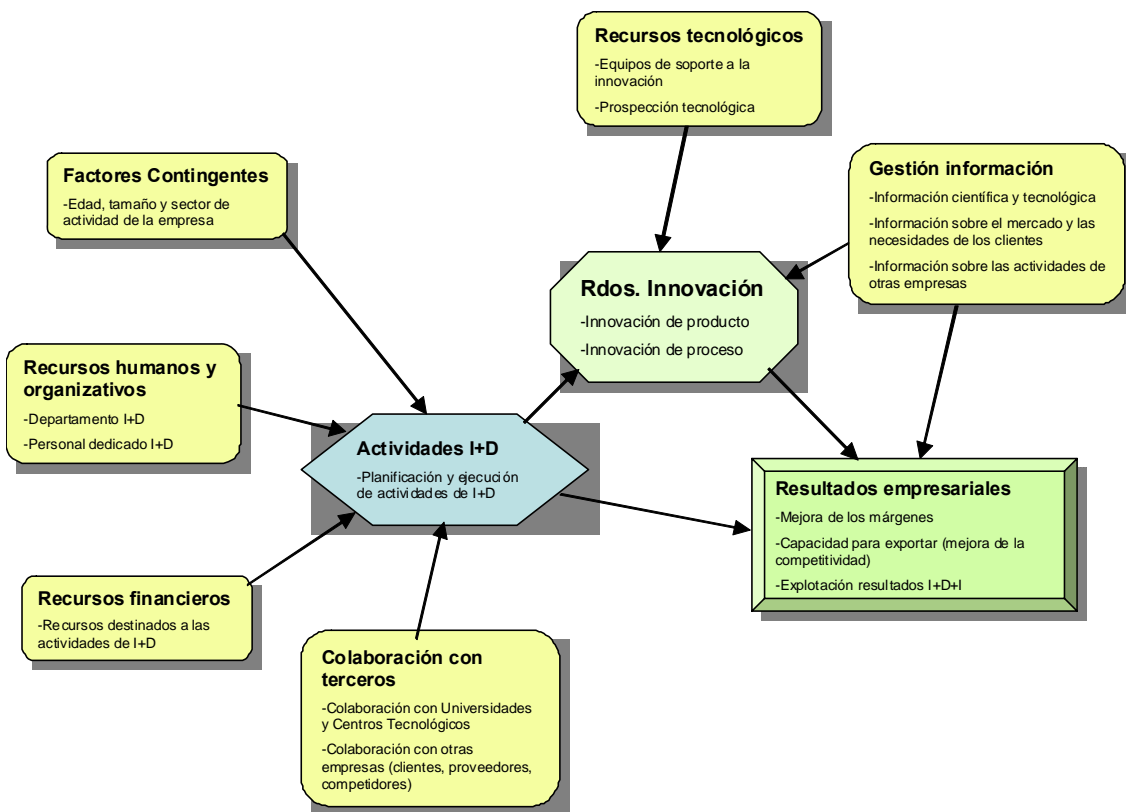 Recursos tecnológicos
-Equipos de soporte a la
innovación
-Prospección tecnológica
Factores Contingentes
-Edad, tamaño y sector de
actividad de la empresa
Gestión información
-Información científica y tecnológica
-Información sobre el mercado y las
necesidades de los clientes
-Información sobre las actividades de
otras empresas
Rdos. Innovación
-Innovación de producto
-Innovación de proceso
Recursos humanos y
organizativos
-Departamento I+D
-Personal dedicado I+D
Actividades I+D
-Planificación y ejecución
de actividades de I+D
Resultados empresariales
-Mejora de los márgenes
-Capacidad para exportar (mejora de la
competitividad)
-Explotación resultados I+D+I
Recursos financieros
-Recursos destinados a las
actividades de I+D
Colaboración con
terceros
-Colaboración con Universidades
y Centros Tecnológicos
-Colaboración con otras
empresas (clientes, proveedores,
competidores)